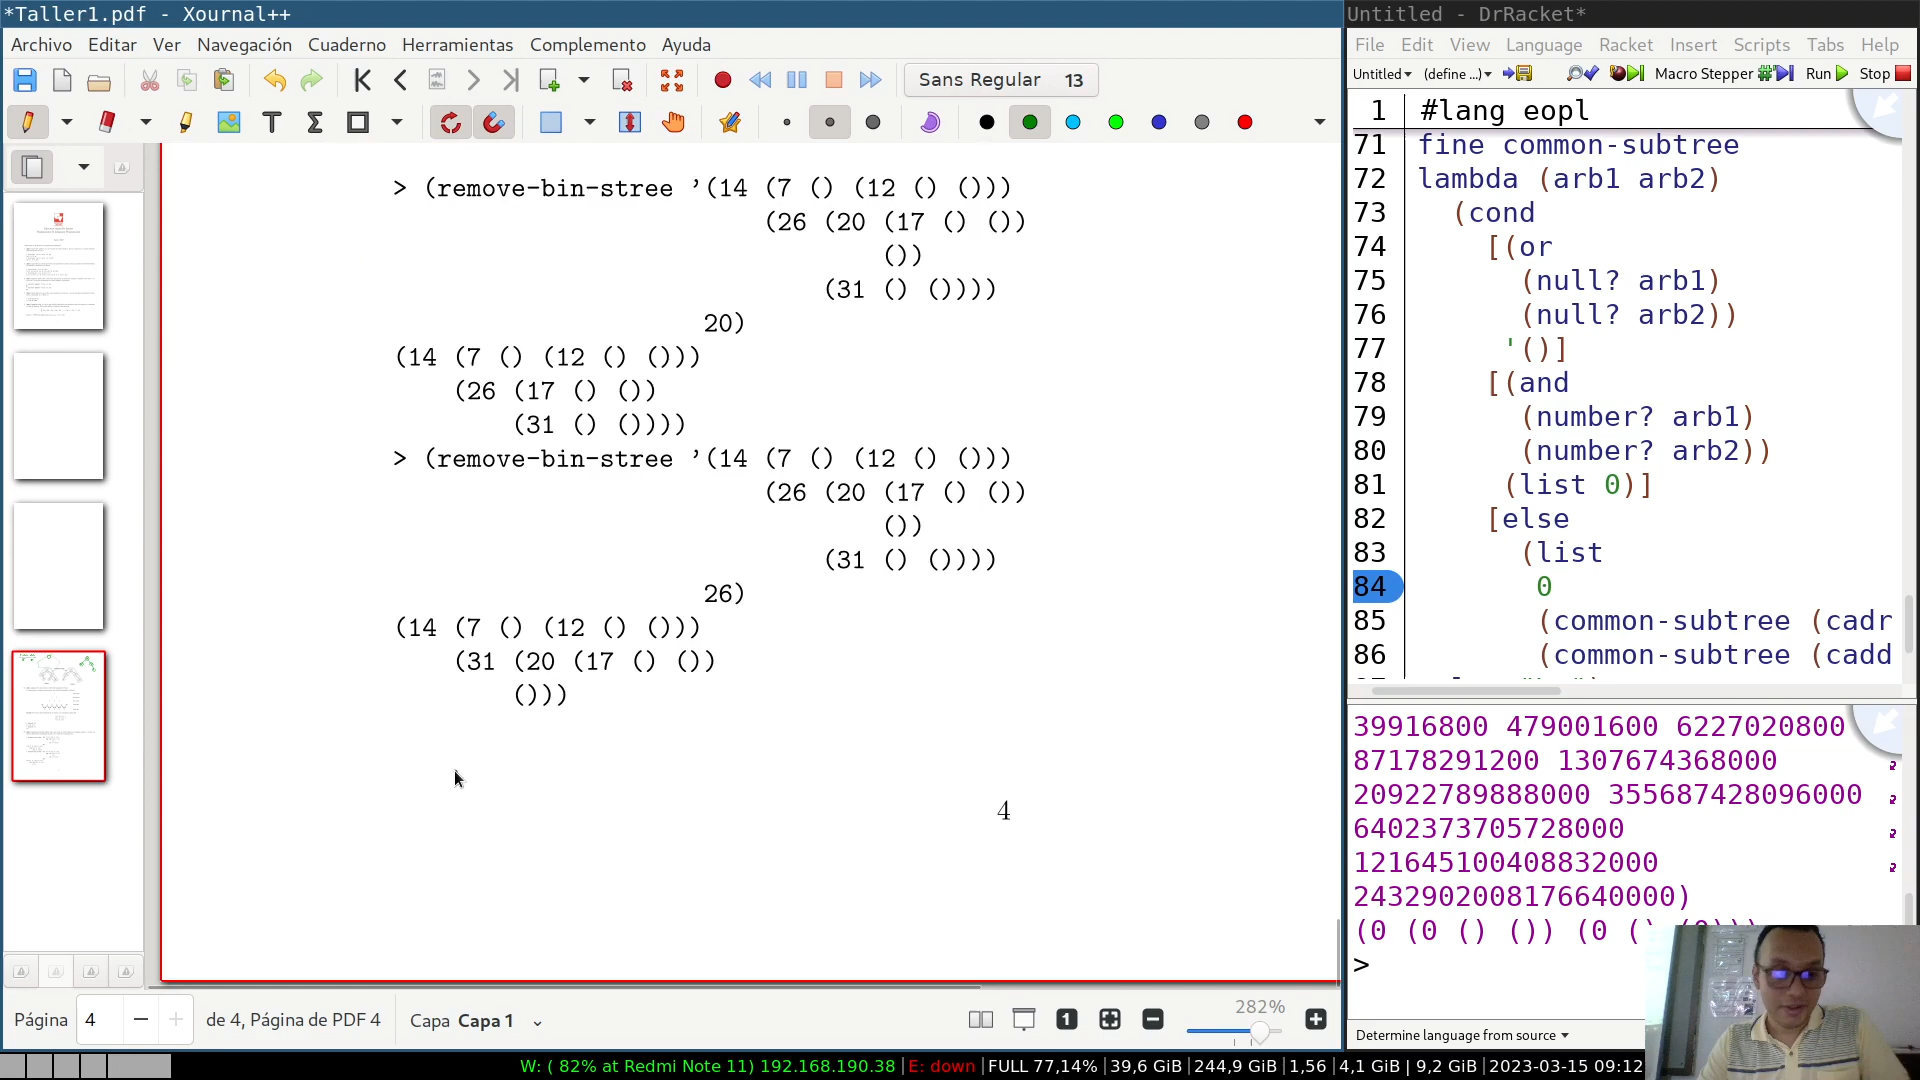 *Taller1.pdf - Xournal++
Archivo Editar Ver Navegación Cuaderno Herramientas Complemento Ayuda
Sans Regular 13
> (remove-bin-stree ’(14 (7 () (12 () ()))
(26 (20 (17 () ())
())
(31 () ())))
20)
(14 (7 () (12 () ()))
(26 (17 () ())
(31 () ())))
> (remove-bin-stree ’(14 (7 () (12 () ()))
(26 (20 (17 () ())
())
(31 () ())))
26)
(14 (7 () (12 () ()))
(31 (20 (17 () ())
()))
4
Página 4 de 4, Página de PDF 4 Capa Capa 1 282%
Untitled - DrRacket*
File Edit View Language Racket Insert Scripts Tabs Help
Untitled (define ...) Macro Stepper Run Stop
1 #lang eopl
71 fine common-subtree
72 lambda (arb1 arb2)
73 (cond
74 [(or
75 (null? arb1)
76 (null? arb2))
77 '()]
78 [(and
79 (number? arb1)
80 (number? arb2))
81 (list 0)]
82 [else
83 (list
84 0
85 (common-subtree (cadr
86 (common-subtree (cadd
39916800 479001600 6227020800
87178291200 1307674368000
20922789888000 355687428096000
6402373705728000
121645100408832000
2432902008176640000)
(0 (0 () ()) (0 ()
>
Determine language from source
W: ( 82% at Redmi Note 11) 192.168.190.38 |E: down |FULL 77,14% |39,6 GiB |244,9 GiB |1,56 |4,1 GiB | 9,2 GiB |2023-03-15 09:12